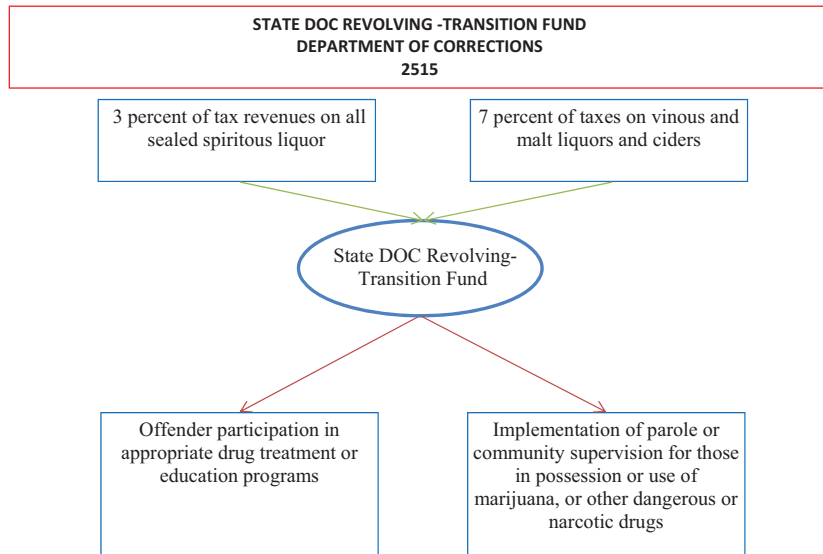 STATE DOC REVOLVING -TRANSITION FUND
DEPARTMENT OF CORRECTIONS
2515
3 percent of tax revenues on all
sealed spiritous liquor
7 percent of taxes on vinous and
malt liquors and ciders
State DOC Revolving-
Transition Fund
Offender participation in
appropriate drug treatment or
education programs
Implementation of parole or
community supervision for those
in possession or use of
marijuana, or other dangerous or
narcotic drugs